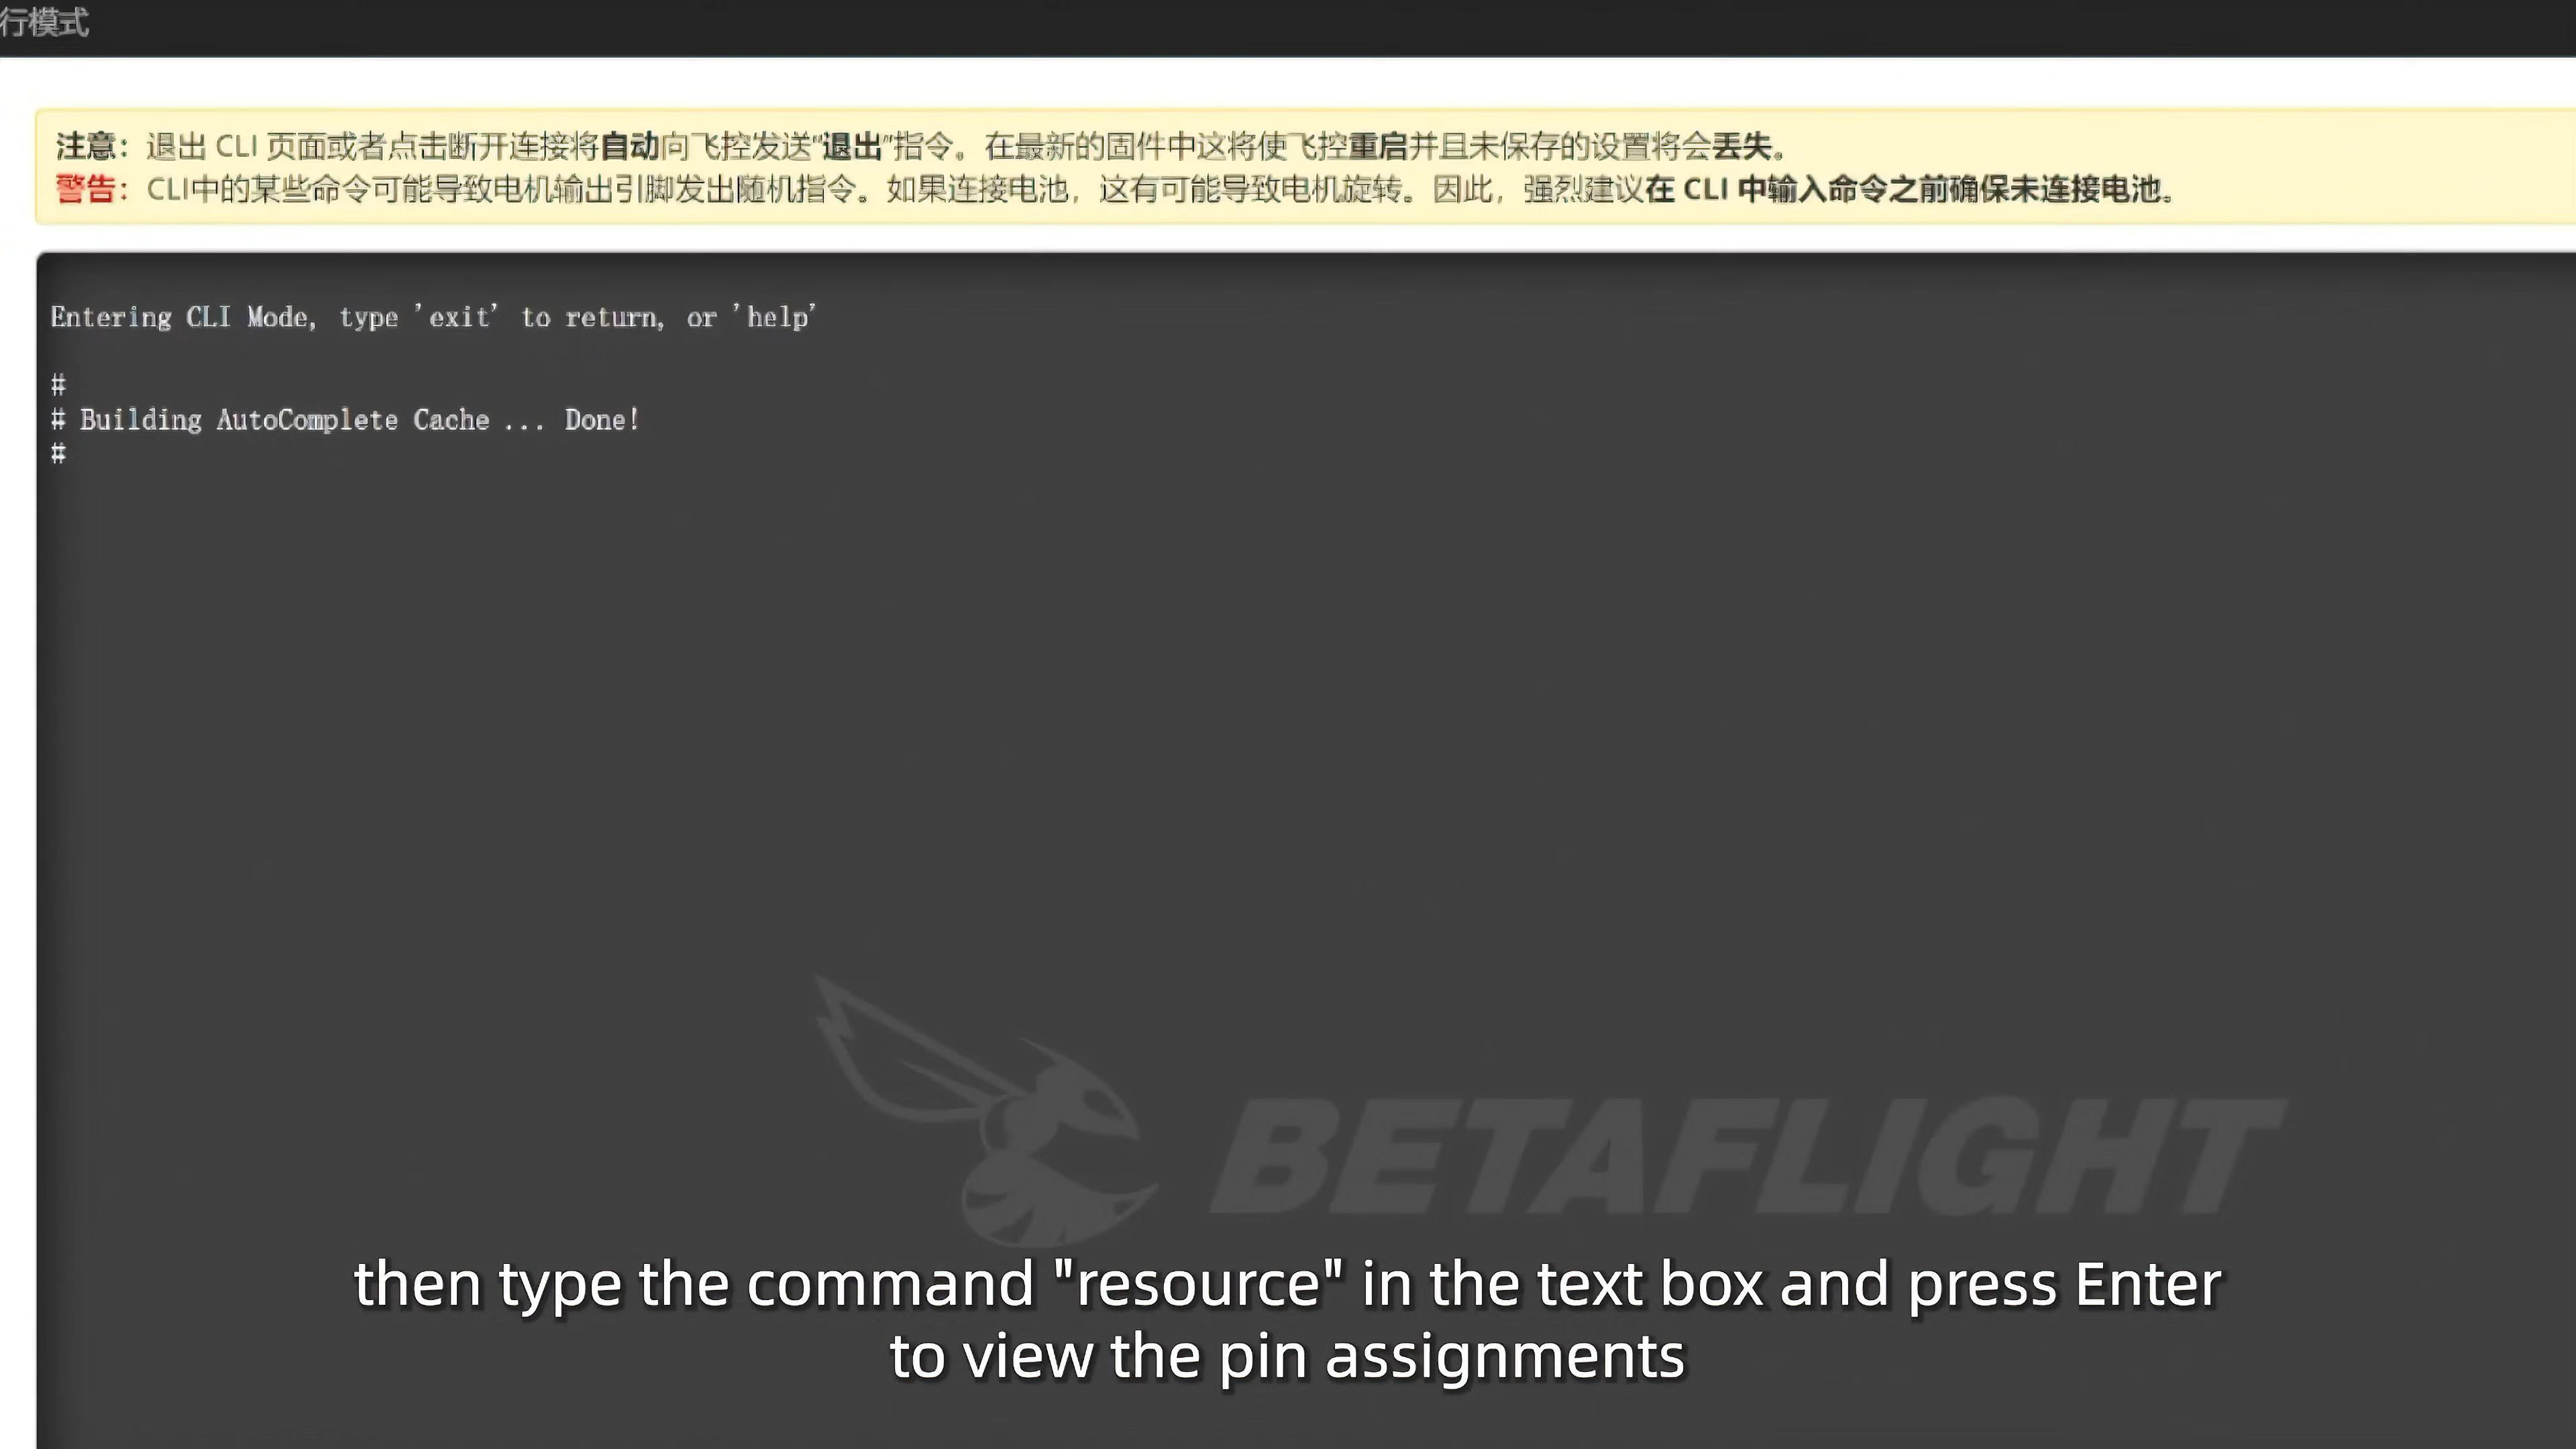 行模式
注意：退出 CLI 页面或者点击断开连接将自动向飞控发送“退出”指令。在最新的固件中这将使飞控重启并且未保存的设置将会丢失。
警告：CLI中的某些命令可能导致电机输出引脚发出随机指令。如果连接电池，这有可能导致电机旋转。因此，强烈建议在 CLI 中输入命令之前确保未连接电池。
Entering CLI Mode, type 'exit' to return, or 'help'
#
# Building AutoComplete Cache ... Done!
#
BETAFLIGHT
then type the command "resource" in the text box and press Enter
to view the pin assignments